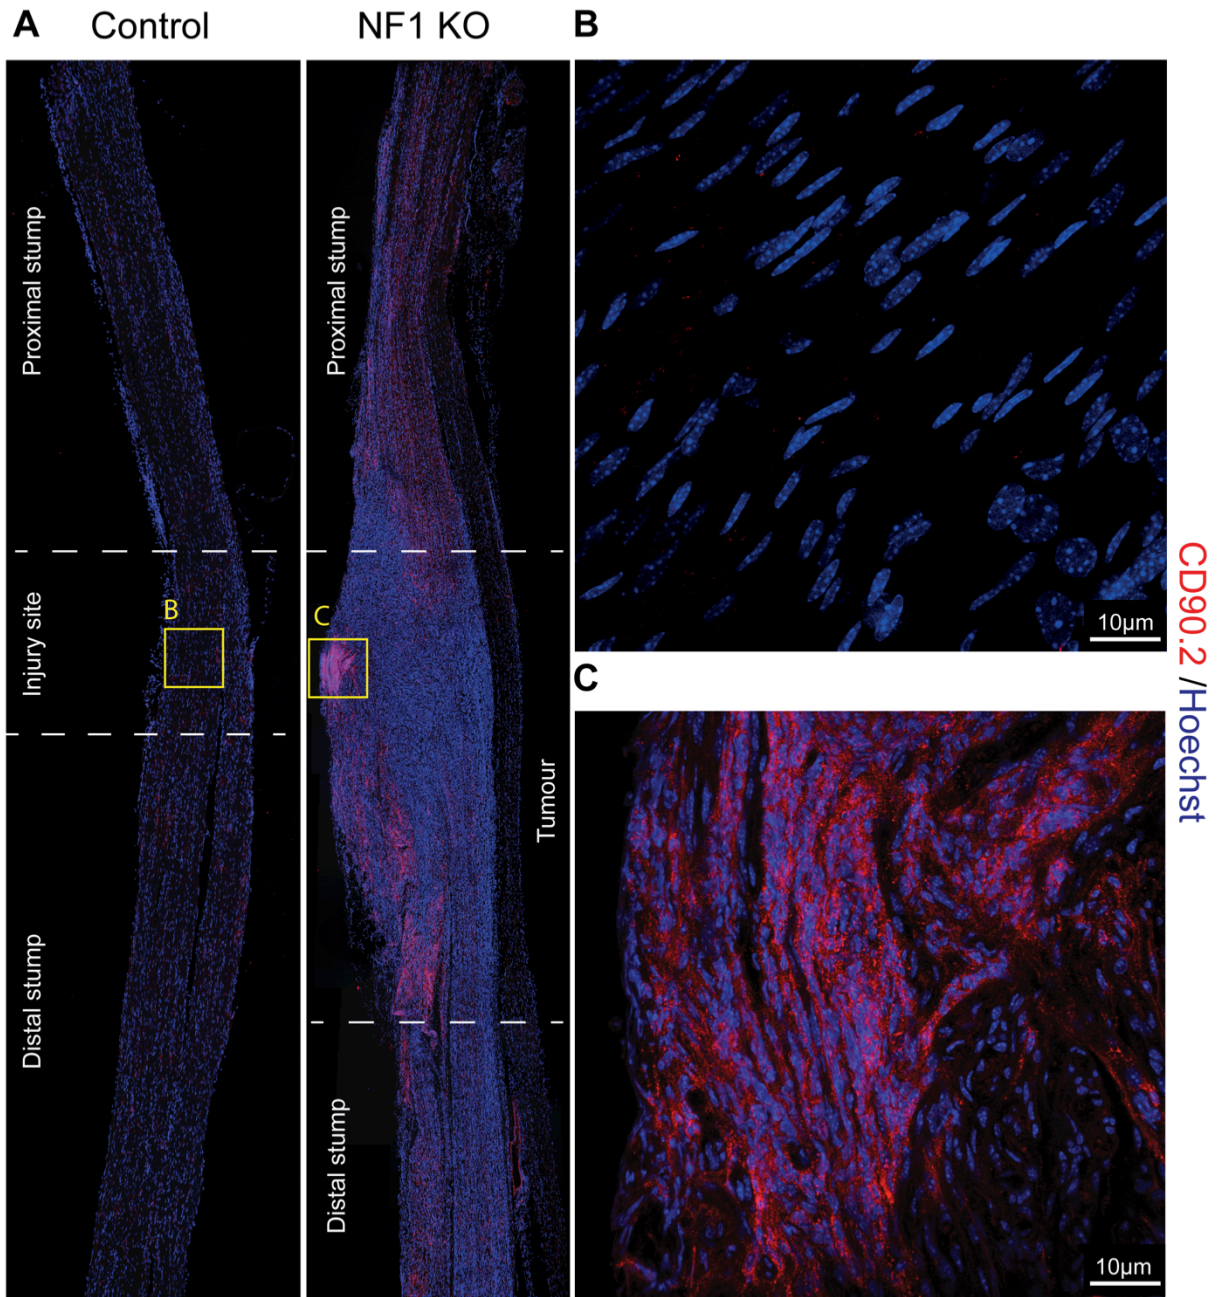 A
Control
NF1 KO
B
Proximal stump
Proximal stump
Injury site
B
C
Tumour
Distal stump
Distal stump
10µm
C
10µm
CD90.2 /Hoechst